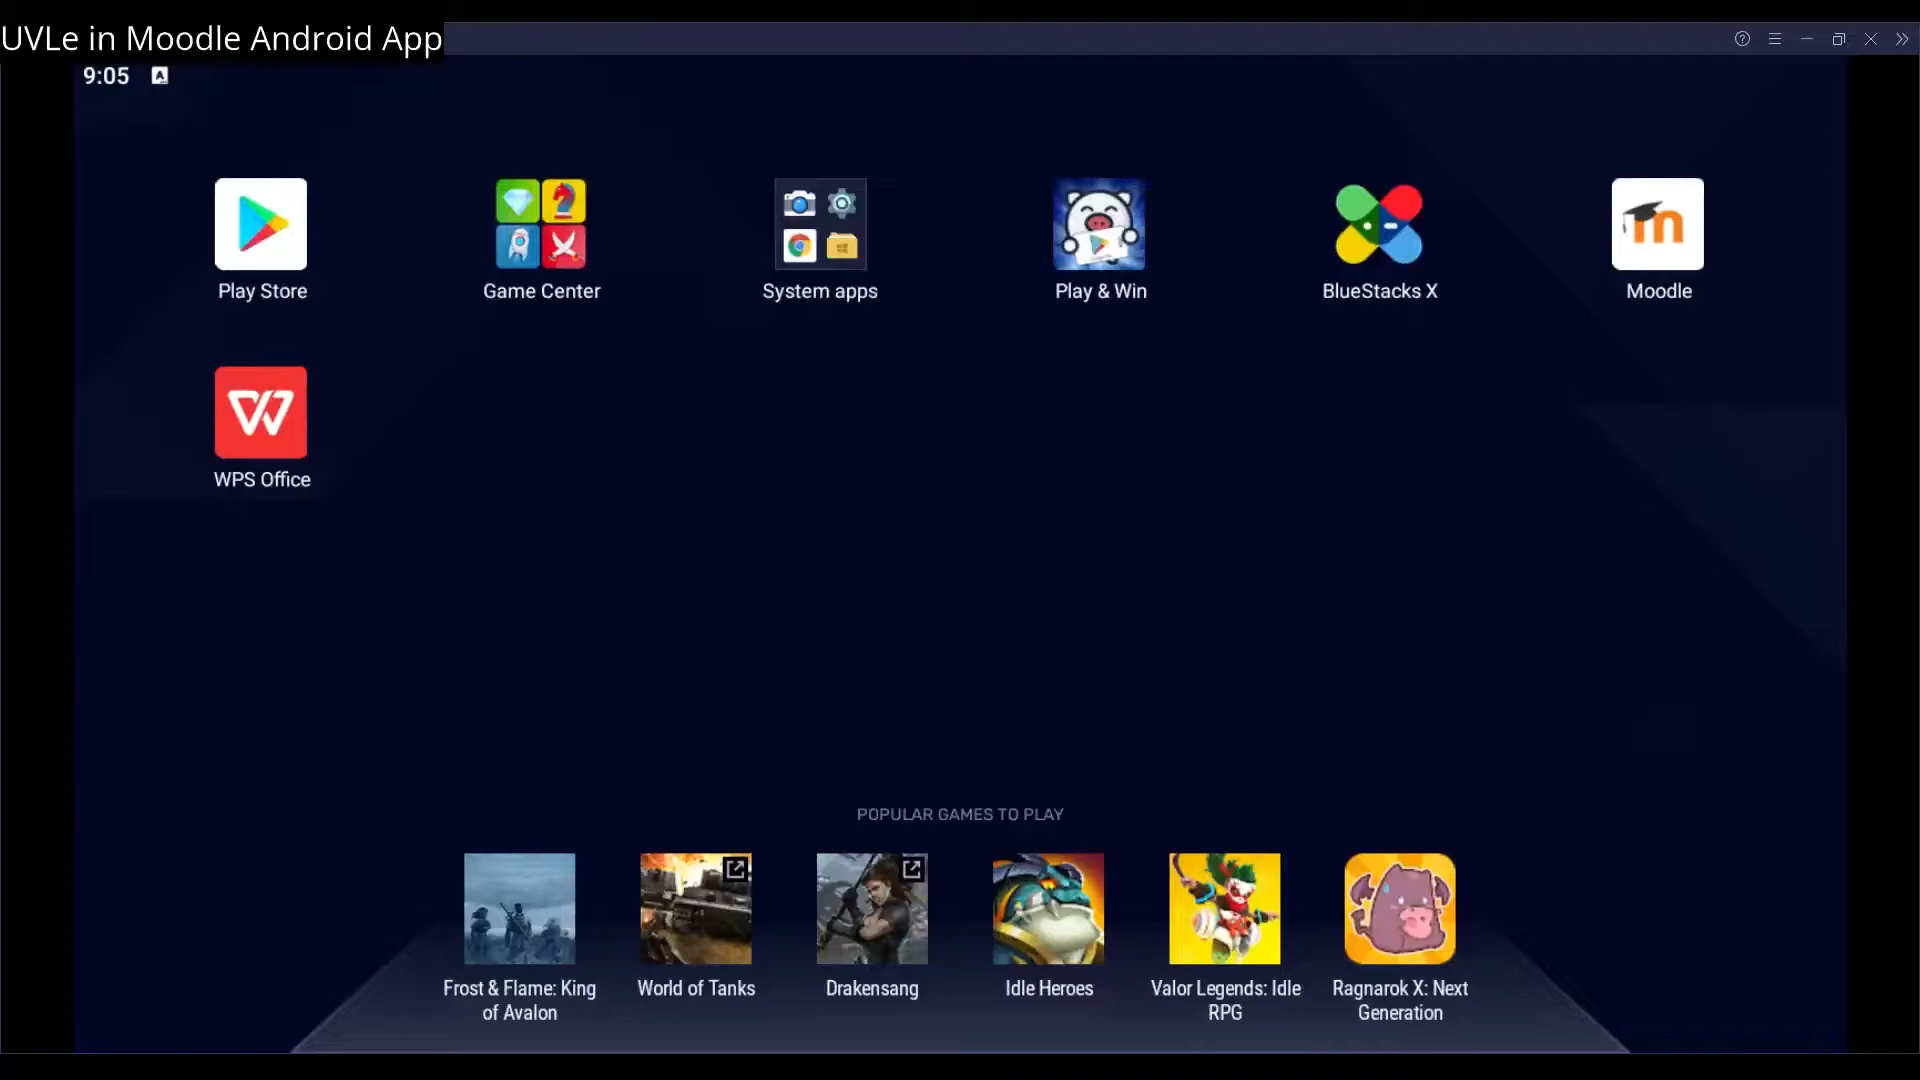 UVLe in Moodle Android App
9:05
Play Store
Game Center
System apps
Play & Win
BlueStacks X
Moodle
WPS Office
POPULAR GAMES TO PLAY
Frost & Flame: King
of Avalon
World of Tanks
Drakensang
Idle Heroes
Valor Legends: Idle
RPG
Ragnarok X: Next
Generation